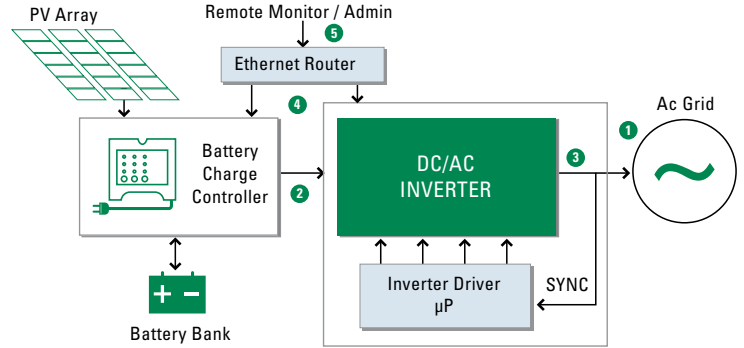 PV Array
Remote Monitor / Admin
5
Ethernet Router
4
Ac Grid
1
Battery
Charge
Controller
2
DC/AC
INVERTER
3
Inverter Driver
µP
SYNC
+ −
Battery Bank